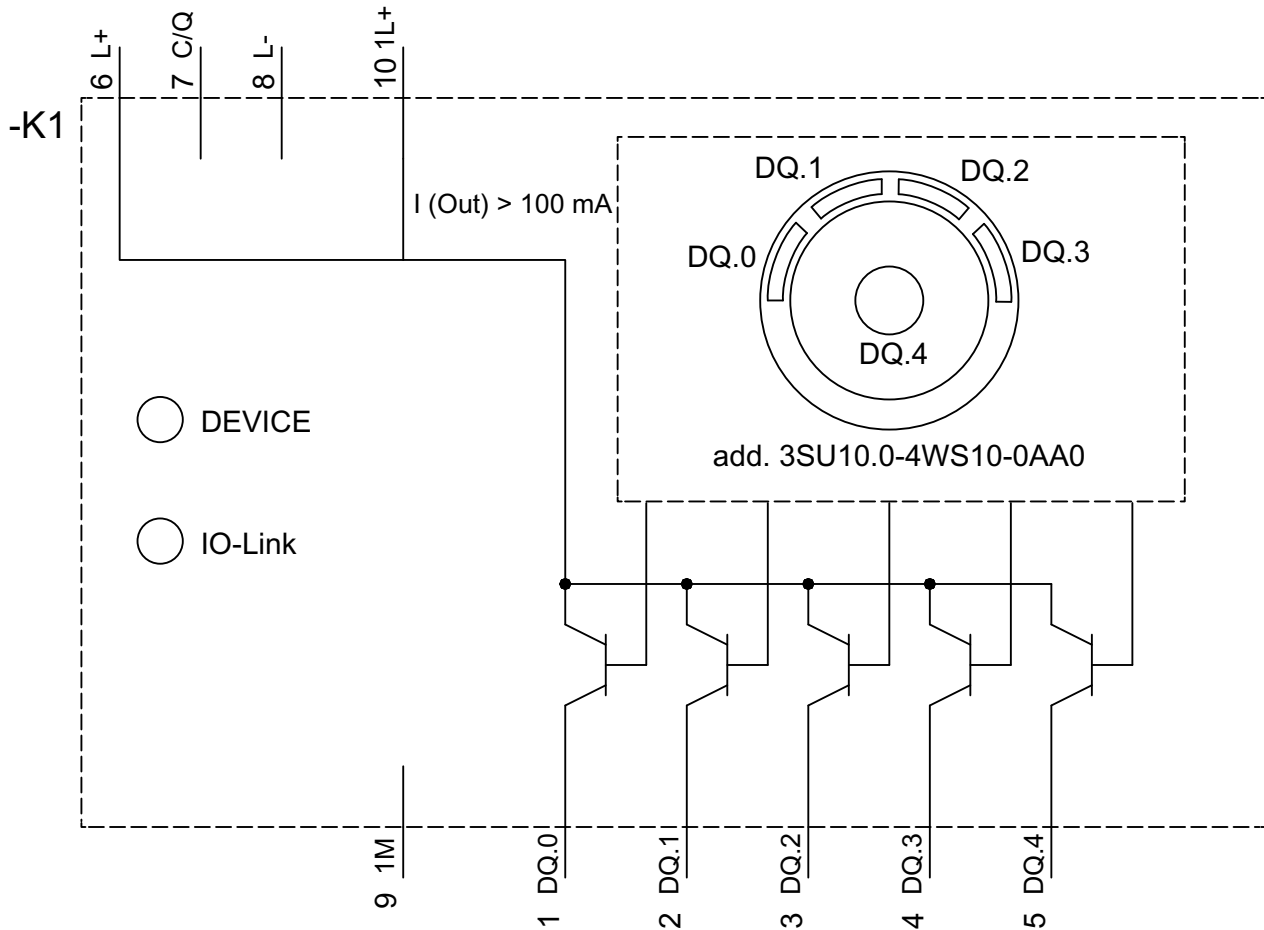 6 L+
7 C/Q
8 L-
10 1L+
-K1
I (Out) > 100 mA
DQ.1
DQ.2
DQ.0
DQ.3
DQ.4
add. 3SU10.0-4WS10-0AA0
DEVICE
IO-Link
9 1M
1 DQ.0
2 DQ.1
3 DQ.2
4 DQ.3
5 DQ.4